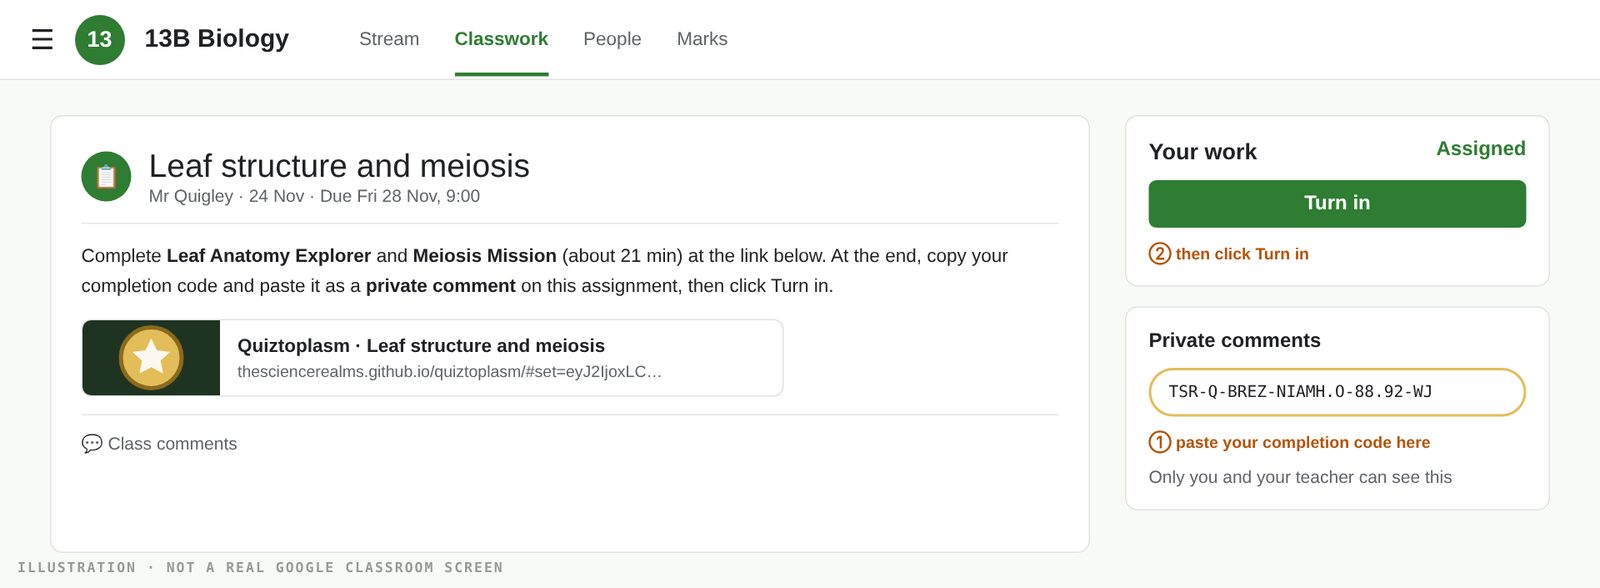 ☰ 13 13B Biology Stream Classwork People Marks
Leaf structure and meiosis
Mr Quigley · 24 Nov · Due Fri 28 Nov, 9:00
Complete Leaf Anatomy Explorer and Meiosis Mission (about 21 min) at the link below. At the end, copy your
completion code and paste it as a private comment on this assignment, then click Turn in.
Quiztoplasm · Leaf structure and meiosis
thesciencerealms.github.io/quiztoplasm/#set=eyJ2IjoxLC…
Class comments
Your work Assigned
Turn in
② then click Turn in
Private comments
TSR-Q-BREZ-NIAMH.O-88.92-WJ
① paste your completion code here
Only you and your teacher can see this
ILLUSTRATION · NOT A REAL GOOGLE CLASSROOM SCREEN